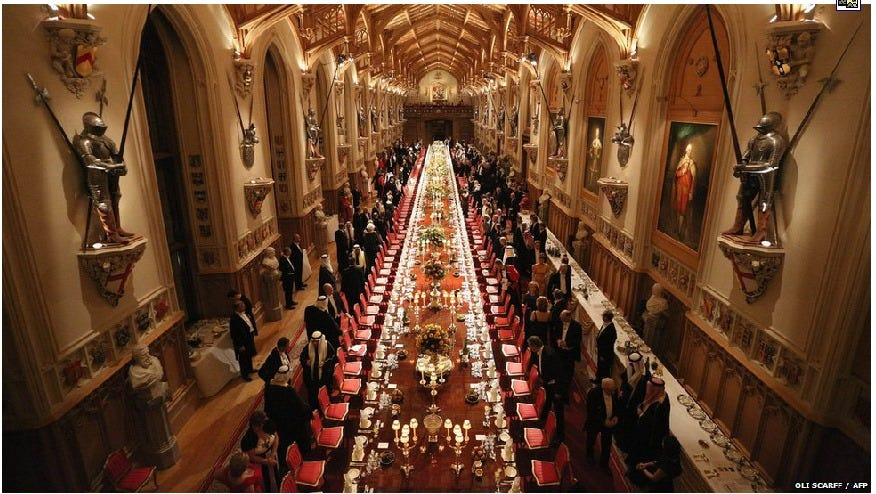 OLI SCARFF / AFP